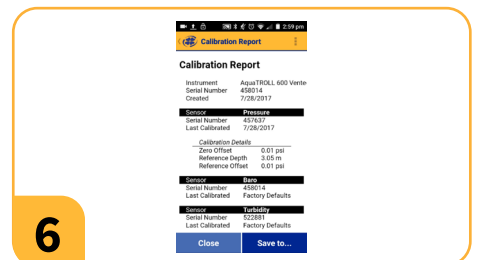 2:59 pm
Calibration Report
Calibration Report
Instrument AquaTROLL 600 Vente
Serial Number 458014
Created 7/28/2017
Sensor Pressure
Serial Number 457637
Last Calibrated 7/28/2017
Calibration Details
Zero Offset 0.01 psi
Reference Depth 3.05 m
Reference Offset 0.01 psi
Sensor Baro
Serial Number 458014
Last Calibrated Factory Defaults
Sensor Turbidity
Serial Number 522881
Last Calibrated Factory Defaults
Close Save to...
6